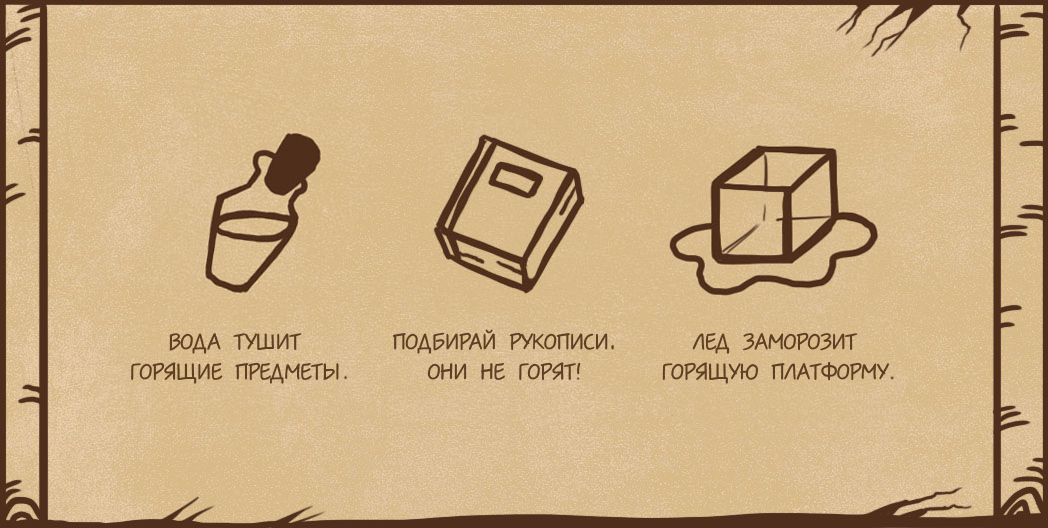 ВОДА ТУШИТ
ГОРЯЩИЕ ПРЕДМЕТЫ.
ПОДБИРАЙ РУКОПИСИ.
ОНИ НЕ ГОРЯТ!
ЛЕД ЗАМОРОЗИТ
ГОРЯЩУЮ ПЛАТФОРМУ.